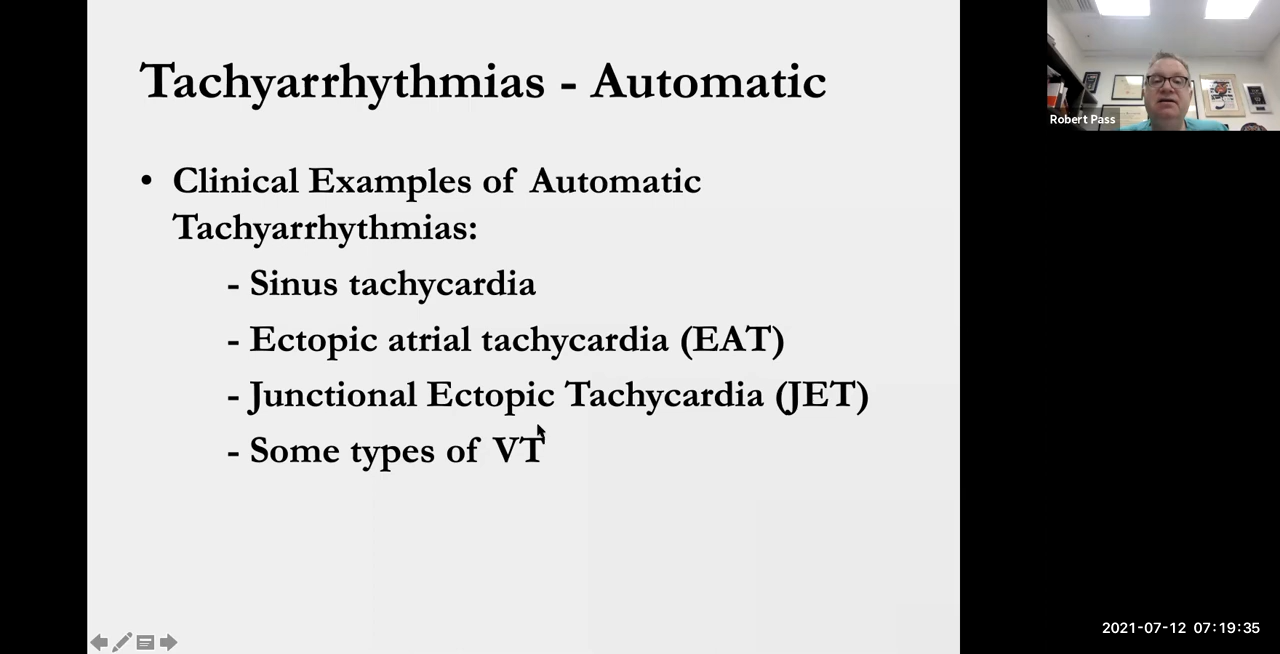 Tachyarrhythmias - Automatic
• Clinical Examples of Automatic
Tachyarrhythmias:
- Sinus tachycardia
- Ectopic atrial tachycardia (EAT)
- Junctional Ectopic Tachycardia (JET)
- Some types of VT
Robert Pass
2021-07-12 07:19:35